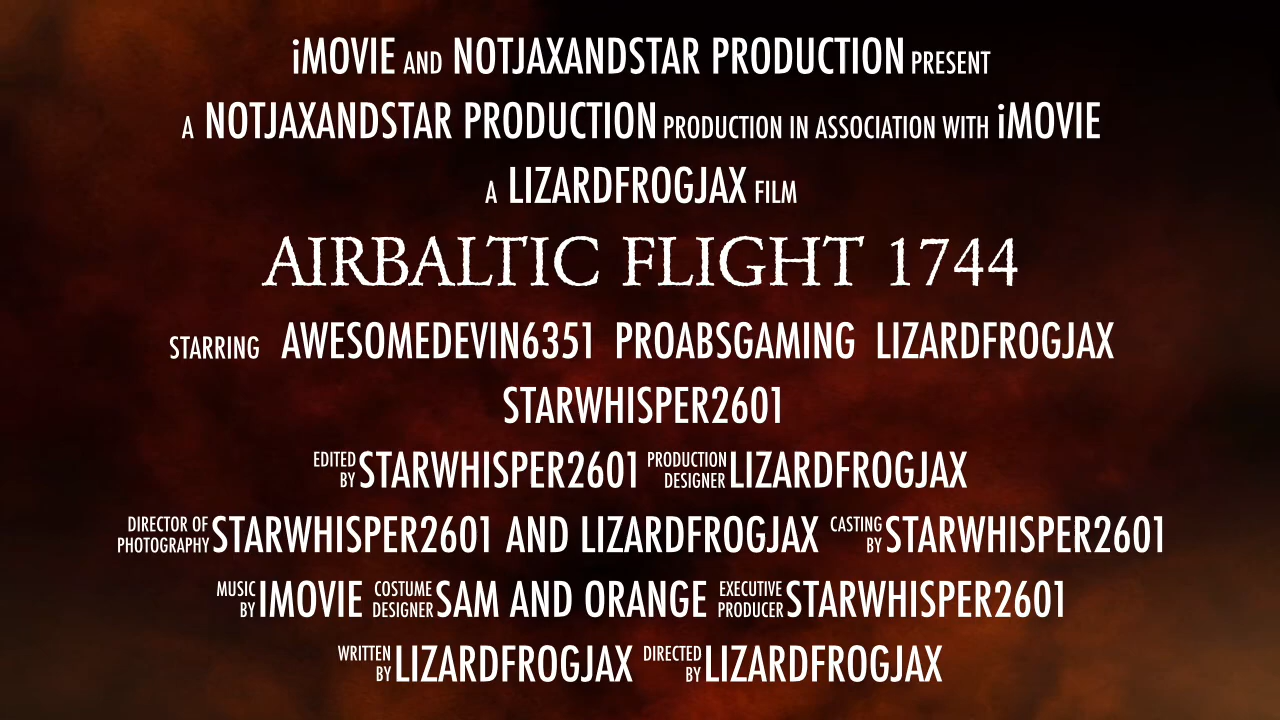 iMOVIE AND NOTJAXANDSTAR PRODUCTION PRESENT
A NOTJAXANDSTAR PRODUCTION PRODUCTION IN ASSOCIATION WITH iMOVIE
A LIZARDFROGJAX FILM
AIRBALTIC FLIGHT 1744
STARRING AWESOMEDEVIN6351 PROABSGAMING LIZARDFROGJAX
STARWHISPER2601
EDITED BY STARWHISPER2601 PRODUCTION DESIGNER LIZARDFROGJAX
DIRECTOR OF PHOTOGRAPHY STARWHISPER2601 AND LIZARDFROGJAX CASTING BY STARWHISPER2601
MUSIC BY IMOVIE COSTUME DESIGNER SAM AND ORANGE EXECUTIVE PRODUCER STARWHISPER2601
WRITTEN BY LIZARDFROGJAX DIRECTED BY LIZARDFROGJAX